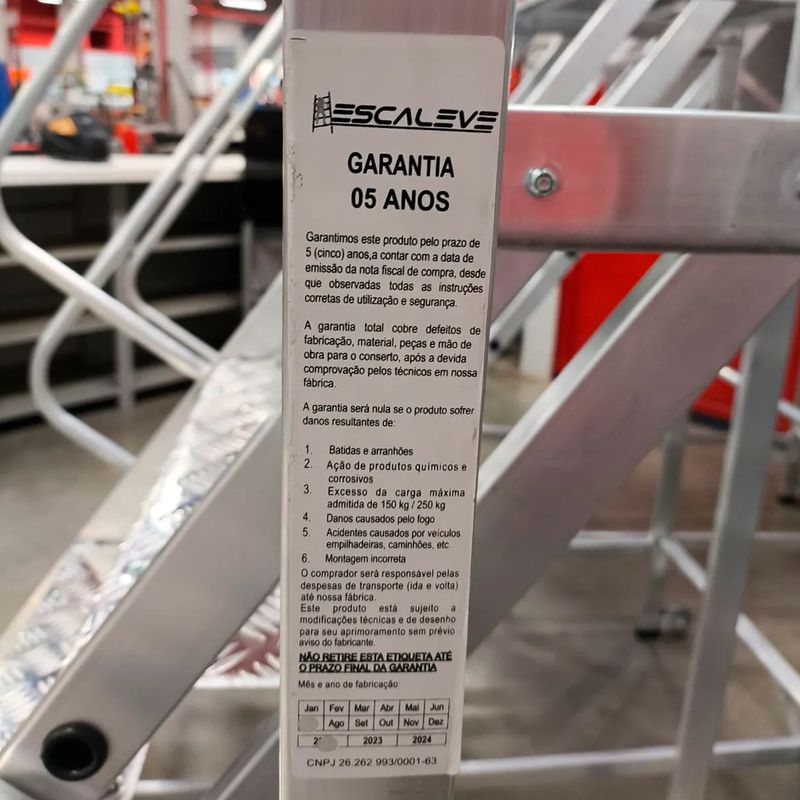 ESCALEVE
GARANTIA
05 ANOS
Garantimos este produto pelo prazo de
5 (cinco) anos,a contar com a data de
emissão da nota fiscal de compra, desde
que observadas todas as instruções
corretas de utilização e segurança.
A garantia total cobre defeitos de
fabricação, material, peças e mão de
obra para o conserto, após a devida
comprovação pelos técnicos em nossa
fábrica.
A garantia será nula se o produto sofrer
danos resultantes de:
1. Batidas e arranhões
2. Ação de produtos químicos e
corrosivos
3. Excesso da carga máxima
admitida de 150 kg / 250 kg
4. Danos causados pelo fogo
5. Acidentes causados por veículos
empilhadeiras, caminhões, etc.
6. Montagem incorreta
O comprador será responsável pelas
despesas de transporte (ida e volta)
até nossa fábrica.
Este produto está sujeito a
modificações técnicas e de desenho
para seu aprimoramento sem prévio
aviso do fabricante.
NÃO RETIRE ESTA ETIQUETA ATÉ
O PRAZO FINAL DA GARANTIA
Mês e ano de fabricação
Jan Fev Mar Abr Mai Jun
Ago Set Out Nov Dez
2023 2024
CNPJ 26.262.993/0001-63